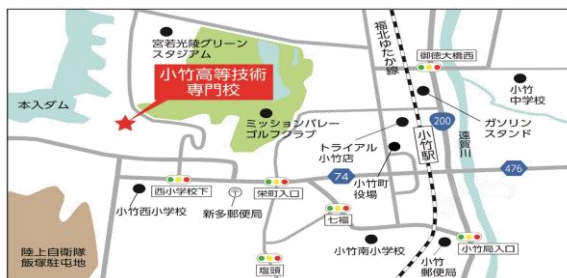 宮若光陵グリーン
スタジアム
小竹高等技術
専門校
本入ダム
ミッションバレー
ゴルフクラブ
福北ゆたか線
御徳大橋西
小竹
中学校
ガソリン
スタンド
200
遠賀川
トライアル
小竹店
小竹駅
小竹町
役場
74
476
西小学校下
栄町入口
小竹西小学校
新多郵便局
七福
小竹南小学校
小竹
郵便局
小竹局入口
塩頭
陸上自衛隊
飯塚駐屯地